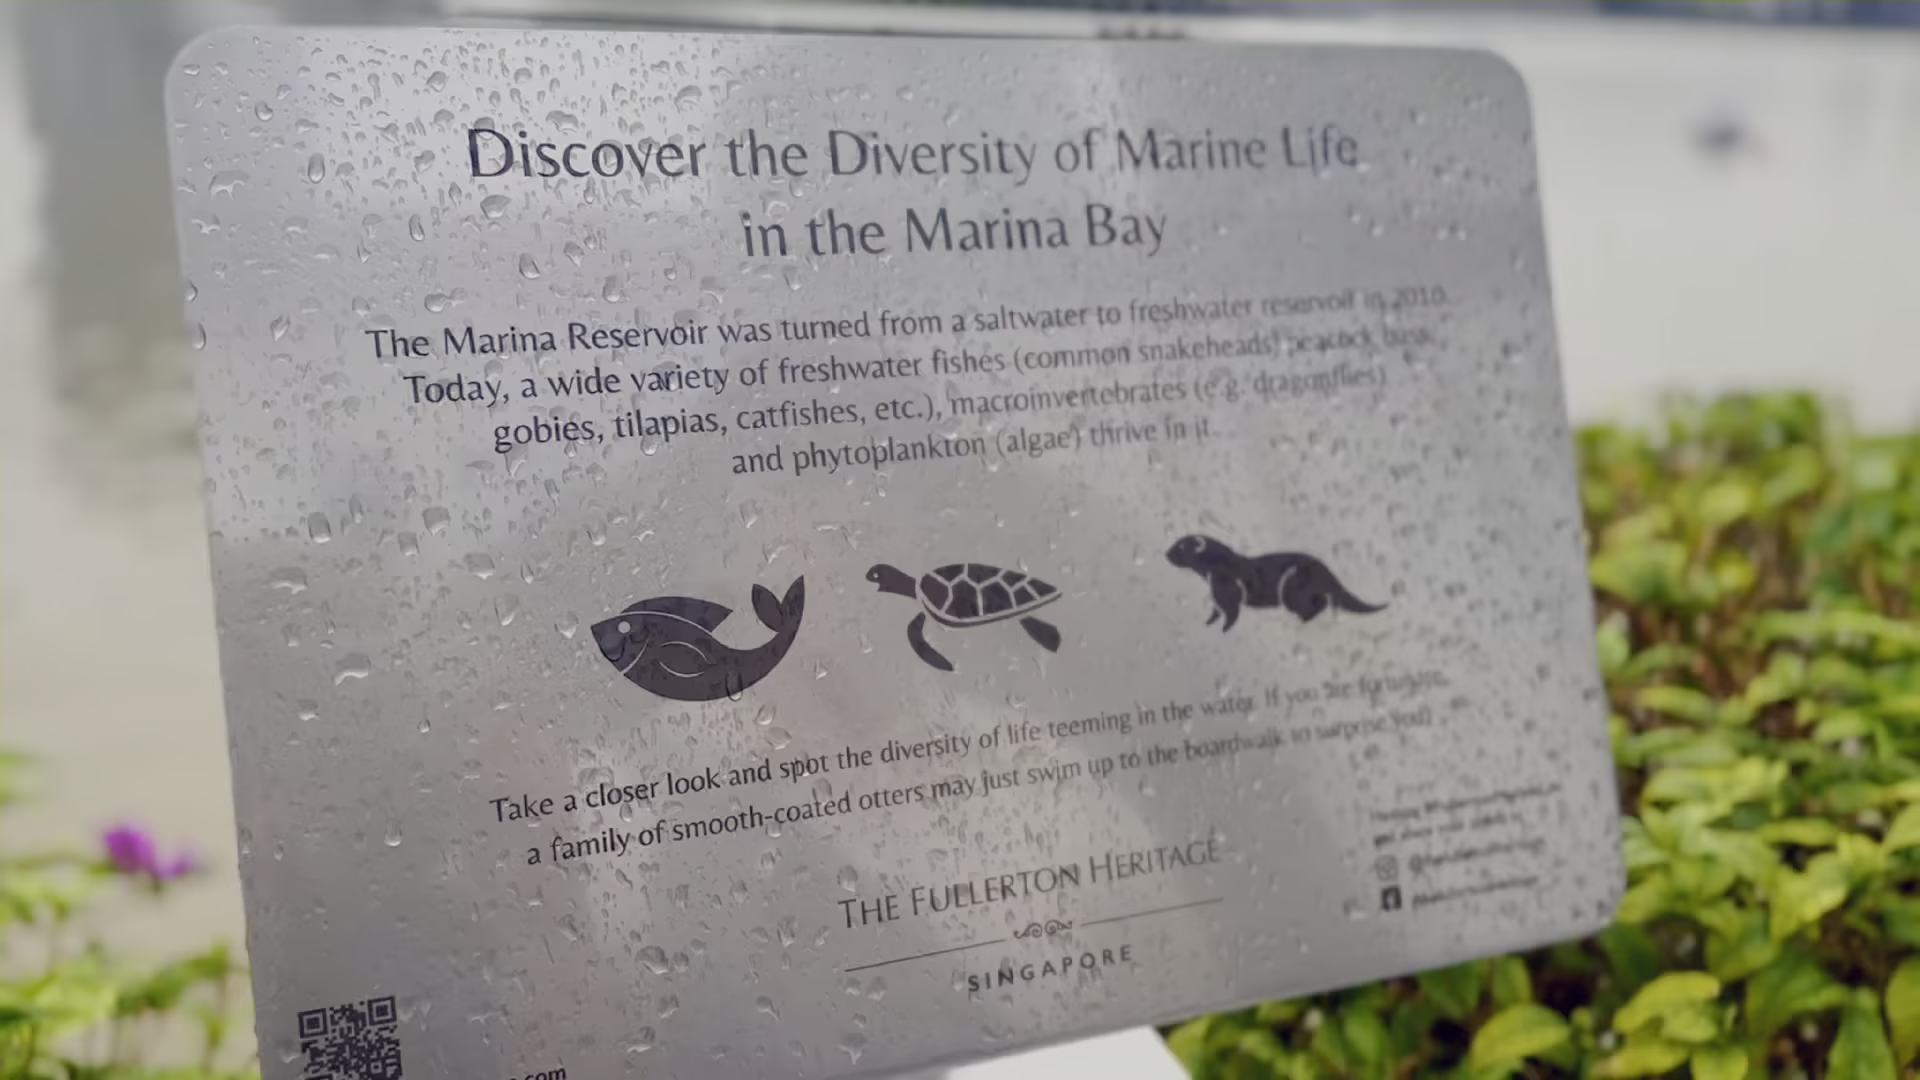 Discover the Diversity of Marine Life
in the Marina Bay
The Marina Reservoir was turned from a saltwater to freshwater reservoir in 2010.
Today, a wide variety of freshwater fishes (common snakeheads) peacock bass,
gobies, tilapias, catfishes, etc.), macroinvertebrates (e.g. dragonflies)
and phytoplankton (algae) thrive in it.
Take a closer look and spot the diversity of life teeming in the water. If you are fortunate,
a family of smooth-coated otters may just swim up to the boardwalk to surprise you!
THE FULLERTON HERITAGE
SINGAPORE
.com